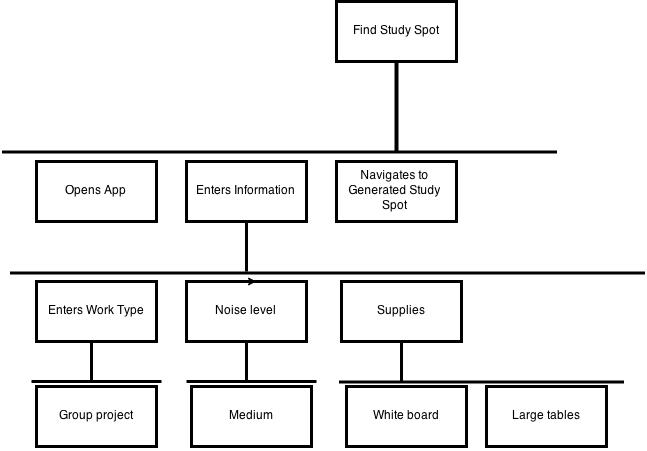 Find Study Spot
Opens App
Enters Information
Navigates to
Generated Study
Spot
Enters Work Type
Noise level
Supplies
Group project
Medium
White board
Large tables